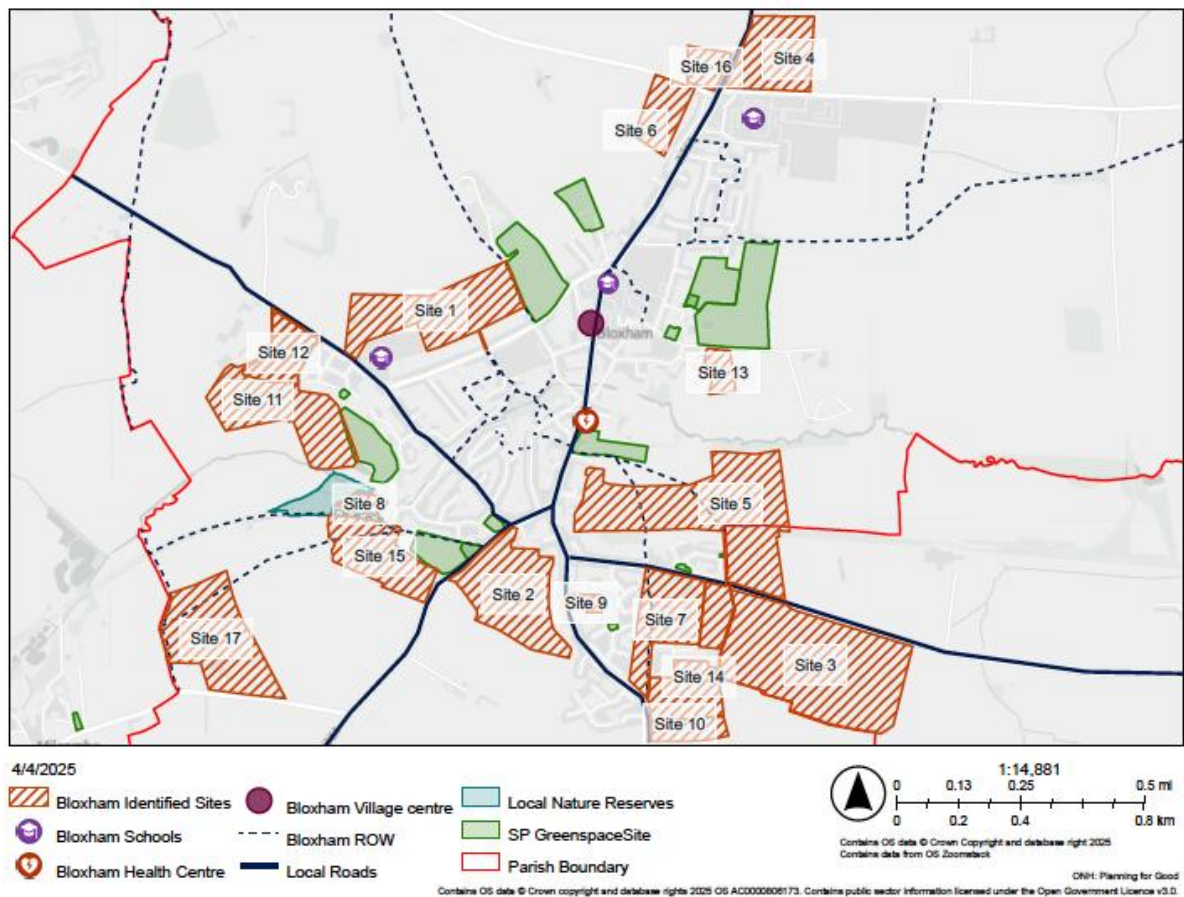 Site 16
Site 4
Site 6
Site 1
Bloxham
Site 12
Site 13
Site 11
Site 8
Site 5
Site 15
Site 2
Site 9
Site 7
Site 17
Site 3
Site 14
Site 10
4/4/2025
Bloxham Identified Sites
Bloxham Schools
Bloxham Health Centre
Bloxham Village centre
Bloxham ROW
Local Roads
Local Nature Reserves
SP GreenspaceSite
Parish Boundary
1:14,881
0 0.13 0.25 0.5 mi
0 0.2 0.4 0.8 km
Contains OS data © Crown Copyright and database right 2025
Contains data from OS Zoomstack
ONH: Planning for Good
Contains OS data © Crown copyright and database rights 2025 OS AC0000808173. Contains public sector information licensed under the Open Government Licence v3.0.